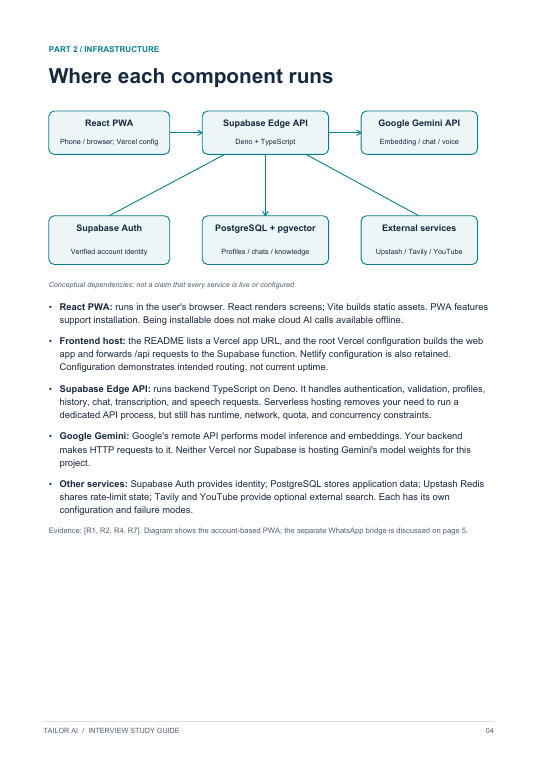 PART 2 / INFRASTRUCTURE
Where each component runs
React PWA
Phone / browser; Vercel config
Supabase Edge API
Deno + TypeScript
Google Gemini API
Embedding / chat / voice
Supabase Auth
Verified account identity
PostgreSQL + pgvector
Profiles / chats / knowledge
External services
Upstash / Tavily / YouTube
Conceptual dependencies; not a claim that every service is live or configured.
• React PWA: runs in the user's browser. React renders screens; Vite builds static assets. PWA features
support installation. Being installable does not make cloud AI calls available offline.
• Frontend host: the README lists a Vercel app URL, and the root Vercel configuration builds the web
app and forwards /api requests to the Supabase function. Netlify configuration is also retained.
Configuration demonstrates intended routing, not current uptime.
• Supabase Edge API: runs backend TypeScript on Deno. It handles authentication, validation, profiles,
history, chat, transcription, and speech requests. Serverless hosting removes your need to run a
dedicated API process, but still has runtime, network, quota, and concurrency constraints.
• Google Gemini: Google's remote API performs model inference and embeddings. Your backend
makes HTTP requests to it. Neither Vercel nor Supabase is hosting Gemini's model weights for this
project.
• Other services: Supabase Auth provides identity; PostgreSQL stores application data; Upstash Redis
shares rate-limit state; Tavily and YouTube provide optional external search. Each has its own
configuration and failure modes.
Evidence: [R1, R2, R4, R7]. Diagram shows the account-based PWA; the separate WhatsApp bridge is discussed on page 5.
TAILOR AI / INTERVIEW STUDY GUIDE
04